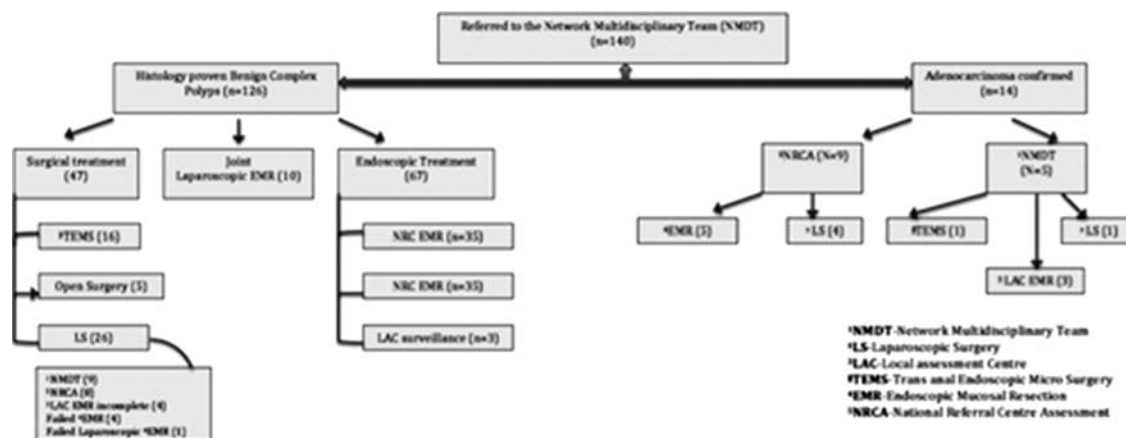 Referred to the Network Multidisciplinary Team (NMDT)
(n=140)
Histology proven Benign Complex
Polyps (n=126)
Adenocarcinoma confirmed
(n=14)
Surgical treatment
(47)
Joint
Laparoscopic EMR (10)
Endoscopic Treatment
(67)
NRCA (N=9)
NMDT
(N=5)
TEMS (16)
NRC EMR (n=35)
EMR (5)
LS (4)
TEMS (1)
LS (1)
Open Surgery (5)
NRC EMR (n=35)
LAC EMR (3)
LS (26)
LAC surveillance (n=3)
NMDT (9)
NRCA (8)
LAC EMR incomplete (4)
Failed EMR (4)
Failed Laparoscopic EMR (1)
NMDT-Network Multidisciplinary Team
LS-Laparoscopic Surgery
LAC-Local assessment Centre
TEMS-Trans anal Endoscopic Micro Surgery
EMR-Endoscopic Mucosal Resection
NRCA-National Referral Centre Assessment